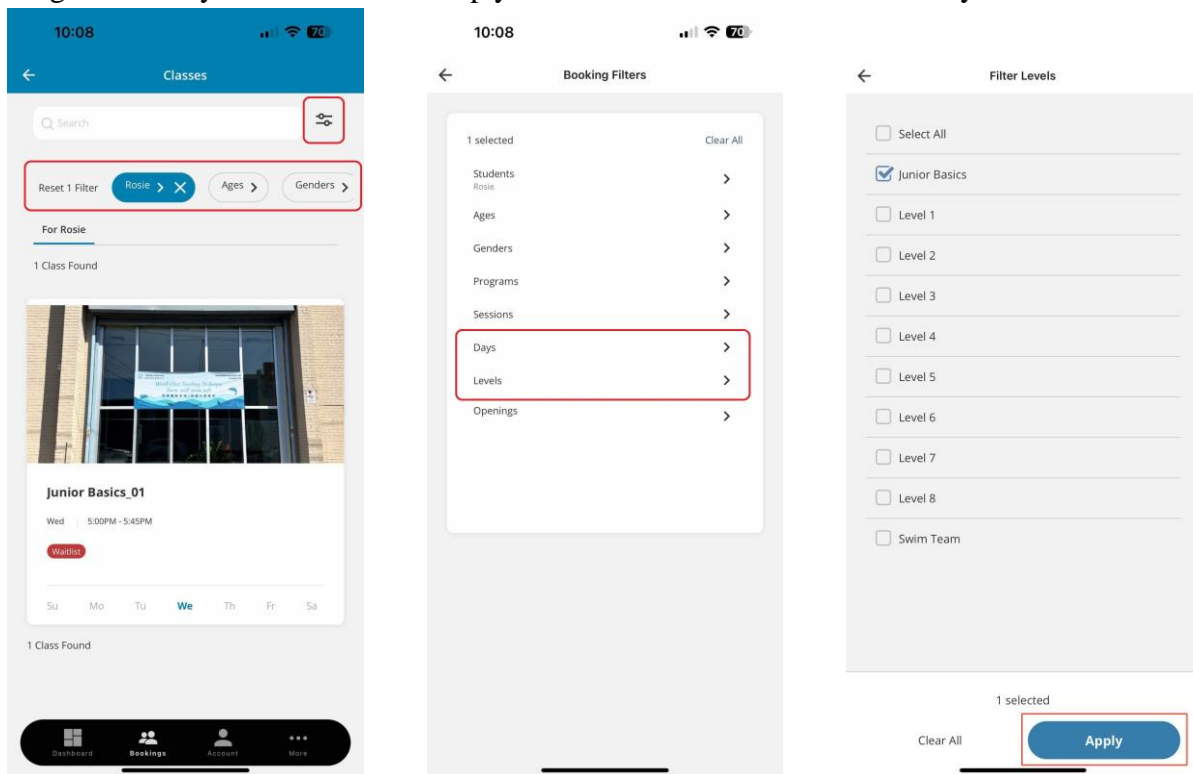 10:08
70
Classes
Search
Reset 1 Filter
Rosie
Ages
Genders
For Rosie
1 Class Found
Junior Basics_01
Wed
5:00PM - 5:45PM
Waitlist
Su Mo Tu We Th Fr Sa
1 Class Found
Dashboard
Bookings
Account
More
10:08
70
Booking Filters
1 selected
Clear All
Students
Rosie
Ages
Genders
Programs
Sessions
Days
Levels
Openings
Filter Levels
Select All
Junior Basics
Level 1
Level 2
Level 3
Level 4
Level 5
Level 6
Level 7
Level 8
Swim Team
1 selected
Clear All
Apply